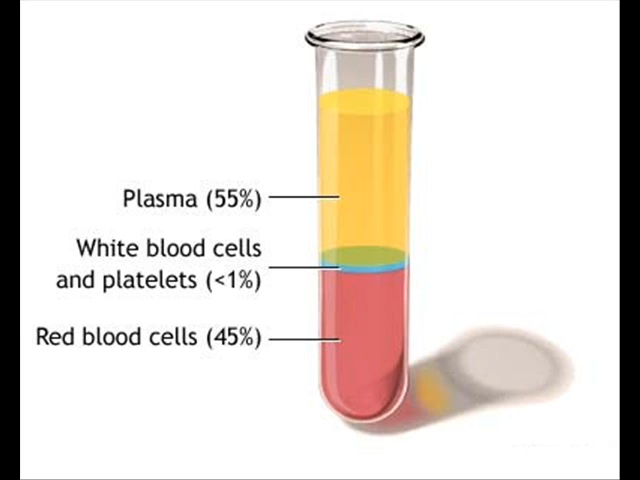 Plasma (55%)
White blood cells
and platelets (<1%)
Red blood cells (45%)